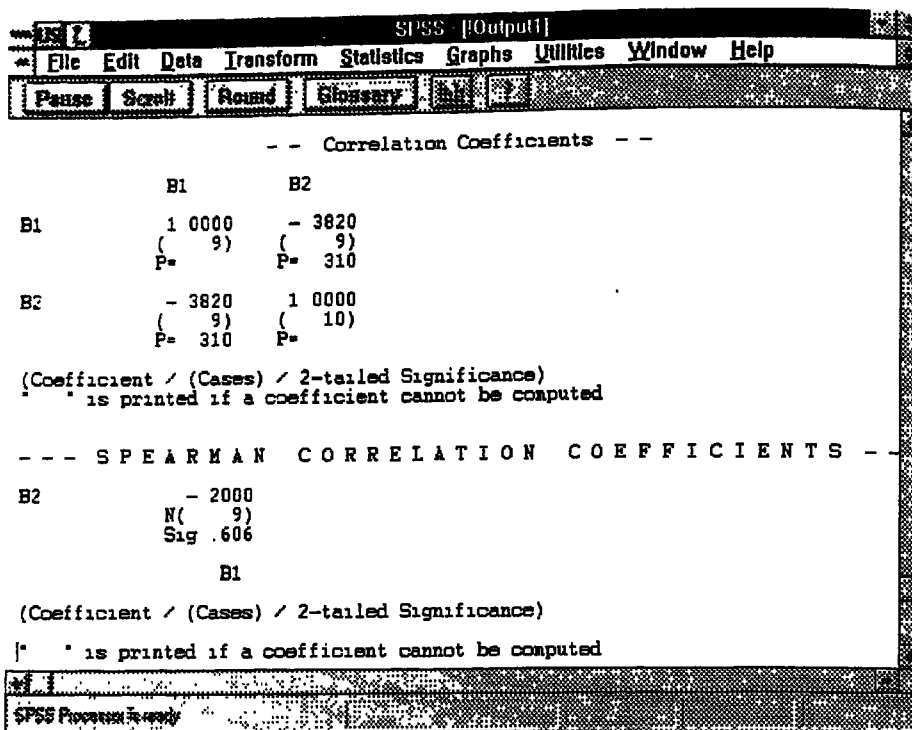 SPSS - [!Output1]
File Edit Data Transform Statistics Graphs Utilities Window Help
Pause Scroll Round Glossary
- - Correlation Coefficients - -
B1 B2
B1 1 0000 - 3820
( 9) ( 9)
P= P= 310
B2 - 3820 1 0000
( 9) ( 10)
P= 310 P=
(Coefficient / (Cases) / 2-tailed Significance)
" " is printed if a coefficient cannot be computed
- - - S P E A R M A N C O R R E L A T I O N C O E F F I C I E N T S - -
B2 - 2000
N( 9)
Sig .606
B1
(Coefficient / (Cases) / 2-tailed Significance)
" " is printed if a coefficient cannot be computed
SPSS Processor is ready